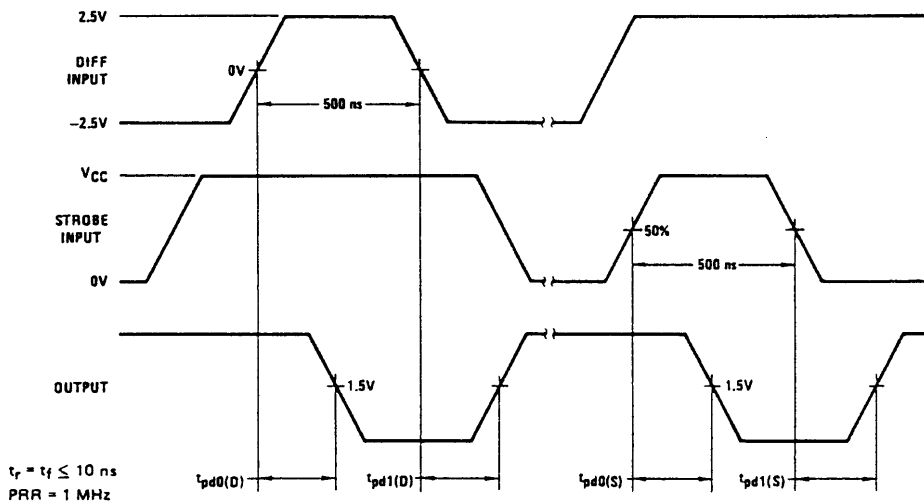 2.5V
DIFF
INPUT
0V
500 ns
−2.5V
VCC
STROBE
INPUT
50%
500 ns
0V
OUTPUT
1.5V
1.5V
tr = tf ≤ 10 ns
PRR = 1 MHz
tpd0(D)
tpd1(D)
tpd0(S)
tpd1(S)